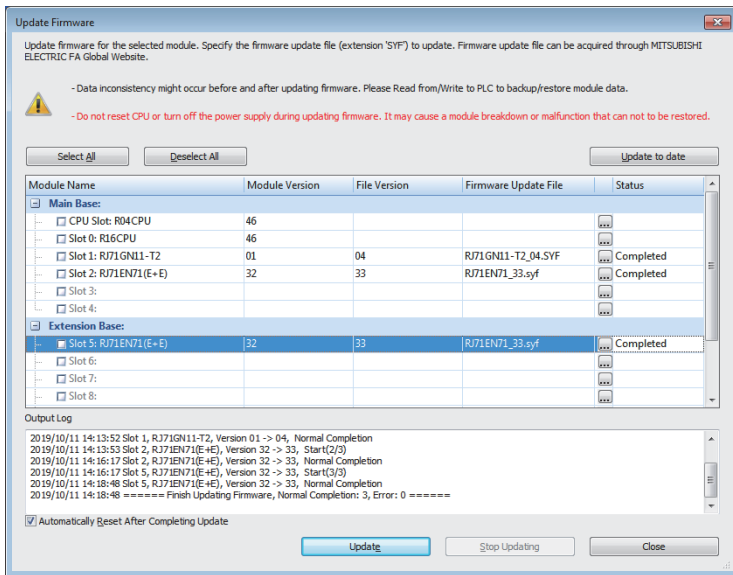 Update Firmware
Update firmware for the selected module. Specify the firmware update file (extension 'SYF') to update. Firmware update file can be acquired through MITSUBISHI
ELECTRIC FA Global Website.
- Data inconsistency might occur before and after updating firmware. Please Read from/Write to PLC to backup/restore module data.
- Do not reset CPU or turn off the power supply during updating firmware. It may cause a module breakdown or malfunction that can not to be restored.
Select All Deselect All Update to date
Module Name Module Version File Version Firmware Update File Status
Main Base:
CPU Slot: R04CPU 46 ...
Slot 0: R16CPU 46 ...
Slot 1: RJ71GN11-T2 01 04 RJ71GN11-T2_04.SYF ... Completed
Slot 2: RJ71EN71(E+E) 32 33 RJ71EN71_33.syf ... Completed
Slot 3: ...
Slot 4: ...
Extension Base:
Slot 5: RJ71EN71(E+E) 32 33 RJ71EN71_33.syf ... Completed
Slot 6: ...
Slot 7: ...
Slot 8: ...
Output Log
2019/10/11 14:13:52 Slot 1, RJ71GN11-T2, Version 01 -> 04, Normal Completion
2019/10/11 14:13:53 Slot 2, RJ71EN71(E+E), Version 32 -> 33, Start(2/3)
2019/10/11 14:16:17 Slot 2, RJ71EN71(E+E), Version 32 -> 33, Normal Completion
2019/10/11 14:16:17 Slot 5, RJ71EN71(E+E), Version 32 -> 33, Start(3/3)
2019/10/11 14:18:48 Slot 5, RJ71EN71(E+E), Version 32 -> 33, Normal Completion
2019/10/11 14:18:48 ====== Finish Updating Firmware, Normal Completion: 3, Error: 0 ======
Automatically Reset After Completing Update
Update Stop Updating Close